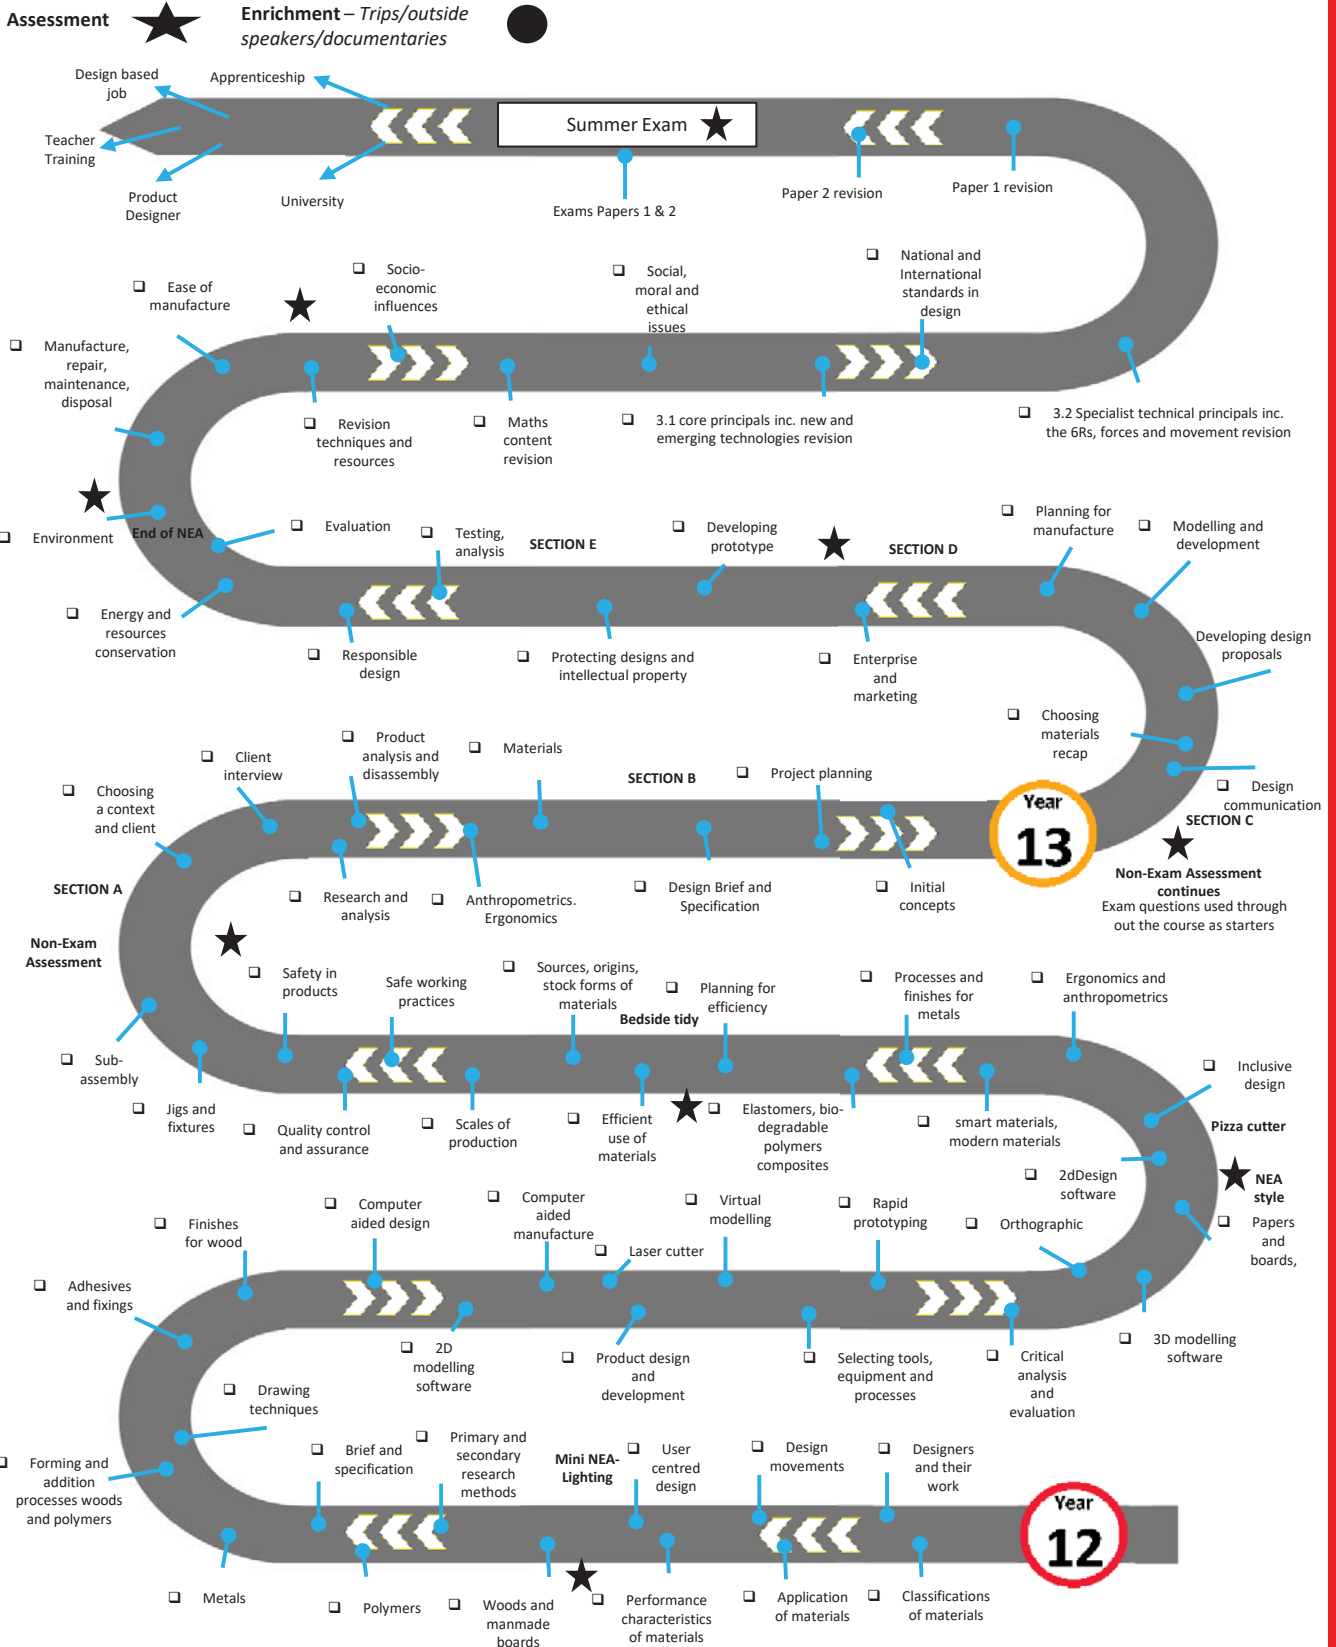 Assessment
Enrichment – Trips/outside
speakers/documentaries
Design based
job
Apprenticeship
Teacher
Training
Product
Designer
University
Summer Exam
Exams Papers 1 & 2
Paper 2 revision
Paper 1 revision
Ease of
manufacture
Socio-
economic
influences
Social,
moral and
ethical
issues
National and
International
standards in
design
Manufacture,
repair,
maintenance,
disposal
Revision
techniques and
resources
Maths
content
revision
3.1 core principals inc. new and
emerging technologies revision
3.2 Specialist technical principals inc.
the 6Rs, forces and movement revision
Environment
End of NEA
Evaluation
Testing,
analysis
SECTION E
Developing
prototype
SECTION D
Planning for
manufacture
Modelling and
development
Energy and
resources
conservation
Responsible
design
Protecting designs and
intellectual property
Enterprise
and
marketing
Developing design
proposals
Choosing
materials
recap
Design
communication
SECTION C
Choosing
a context
and client
Client
interview
Product
analysis and
disassembly
Materials
SECTION B
Project planning
Year
13
Non-Exam Assessment
continues
Exam questions used through
out the course as starters
SECTION A
Research and
analysis
Anthropometrics.
Ergonomics
Design Brief and
Specification
Initial
concepts
Non-Exam
Assessment
Safety in
products
Safe working
practices
Sources, origins,
stock forms of
materials
Bedside tidy
Planning for
efficiency
Processes and
finishes for
metals
Ergonomics and
anthropometrics
Sub-
assembly
Jigs and
fixtures
Quality control
and assurance
Scales of
production
Efficient
use of
materials
Elastomers, bio-
degradable
polymers
composites
smart materials,
modern materials
Inclusive
design
Pizza cutter
2dDesign
software
NEA
style
Papers
and
boards,
Finishes
for wood
Computer
aided design
Computer
aided
manufacture
Laser cutter
Virtual
modelling
Rapid
prototyping
Orthographic
Adhesives
and fixings
2D
modelling
software
Product design
and
development
Selecting tools,
equipment and
processes
Critical
analysis
and
evaluation
3D modelling
software
Drawing
techniques
Forming and
addition
processes woods
and polymers
Brief and
specification
Primary and
secondary
research
methods
Mini NEA-
Lighting
User
centred
design
Design
movements
Designers
and their
work
Year
12
Metals
Polymers
Woods and
manmade
boards
Performance
characteristics
of materials
Application
of materials
Classifications
of materials